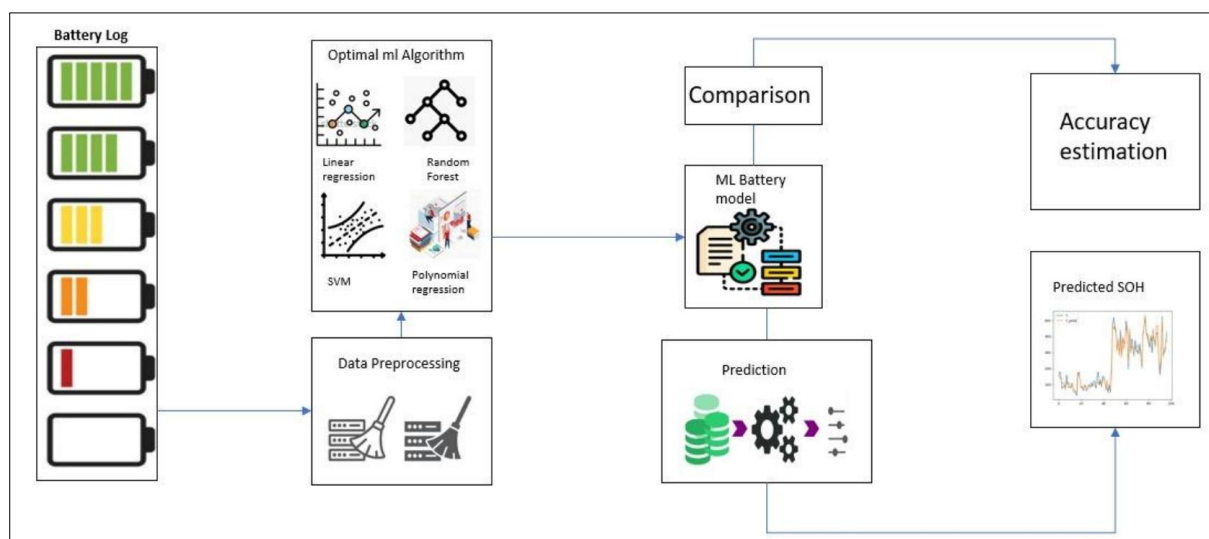 Battery Log
Optimal ml Algorithm
Linear
regression
Random
Forest
SVM
Polynomial
regression
Data Preprocessing
Comparison
ML Battery
model
Prediction
Accuracy
estimation
Predicted SOH